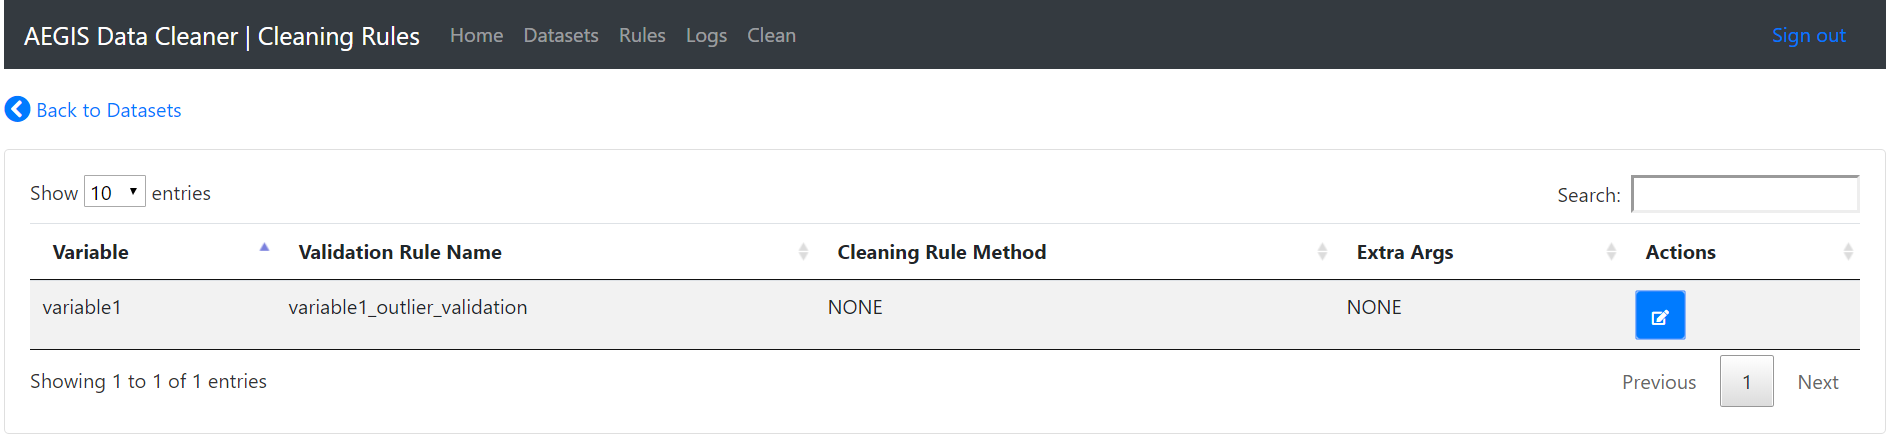 AEGIS Data Cleaner | Cleaning Rules Home Datasets Rules Logs Clean Sign out
Back to Datasets
Show 10 entries Search:
Variable Validation Rule Name Cleaning Rule Method Extra Args Actions
variable1 variable1_outlier_validation NONE NONE
Showing 1 to 1 of 1 entries Previous 1 Next